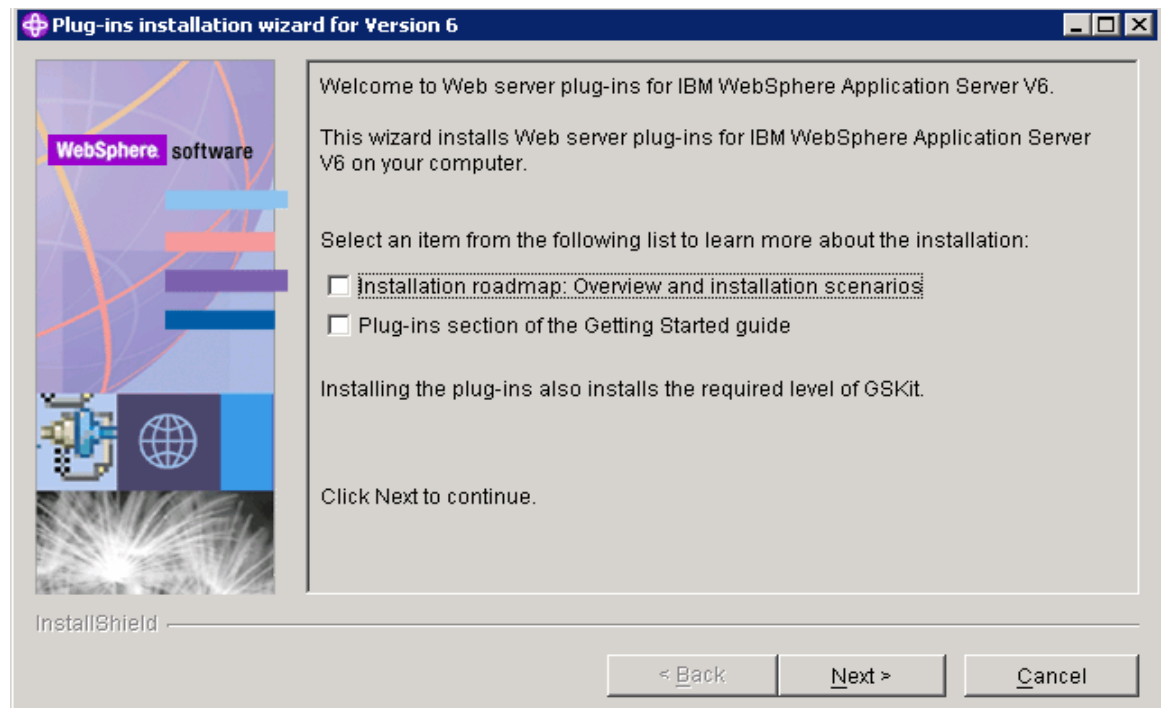 Plug-ins installation wizard for Version 6
WebSphere software
Welcome to Web server plug-ins for IBM WebSphere Application Server V6.
This wizard installs Web server plug-ins for IBM WebSphere Application Server
V6 on your computer.
Select an item from the following list to learn more about the installation:
Installation roadmap: Overview and installation scenarios
Plug-ins section of the Getting Started guide
Installing the plug-ins also installs the required level of GSKit.
Click Next to continue.
InstallShield
< Back
Next >
Cancel